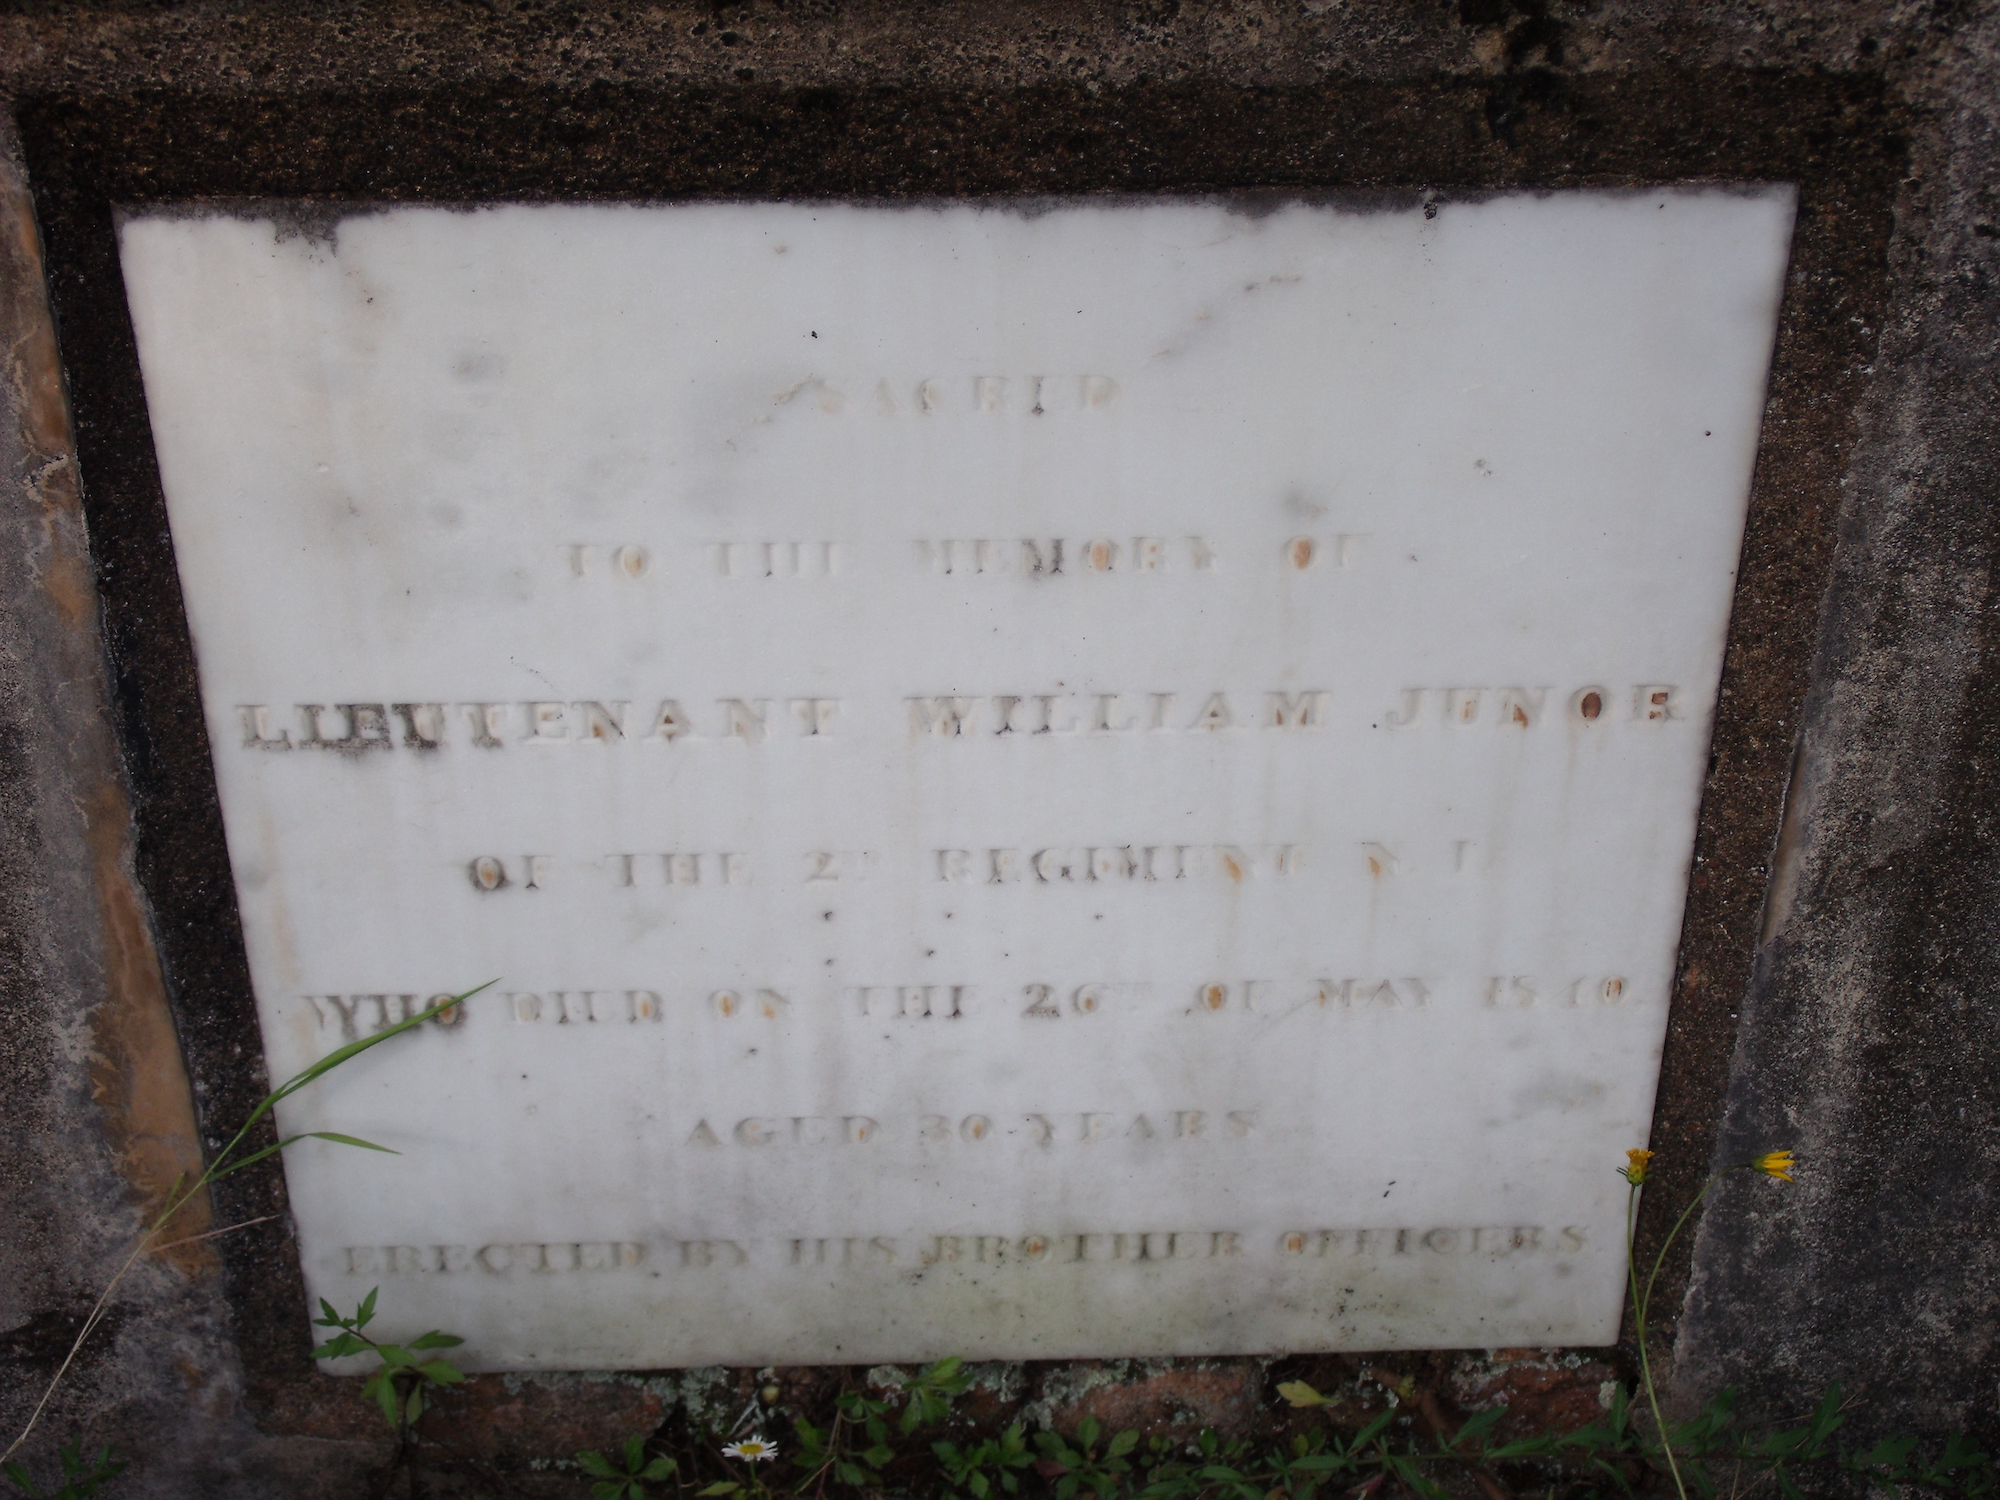 SACRED
TO THE MEMORY OF
LIEUTENANT WILLIAM JUNOR
OF THE 2D REGIMENT N. I.
WHO DIED ON THE 26TH OF MAY 1840
AGED 30 YEARS
ERECTED BY HIS BROTHER OFFICERS